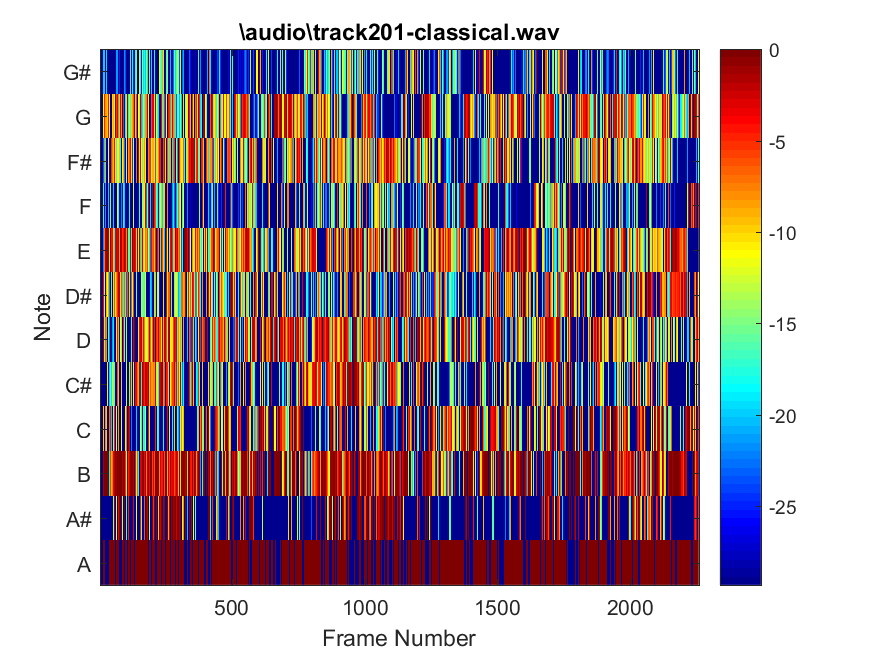 \audio\track201-classical.wav
G#
G
F#
F
E
D#
D
C#
C
B
A#
A
Note
500 1000 1500 2000
Frame Number
0
-5
-10
-15
-20
-25